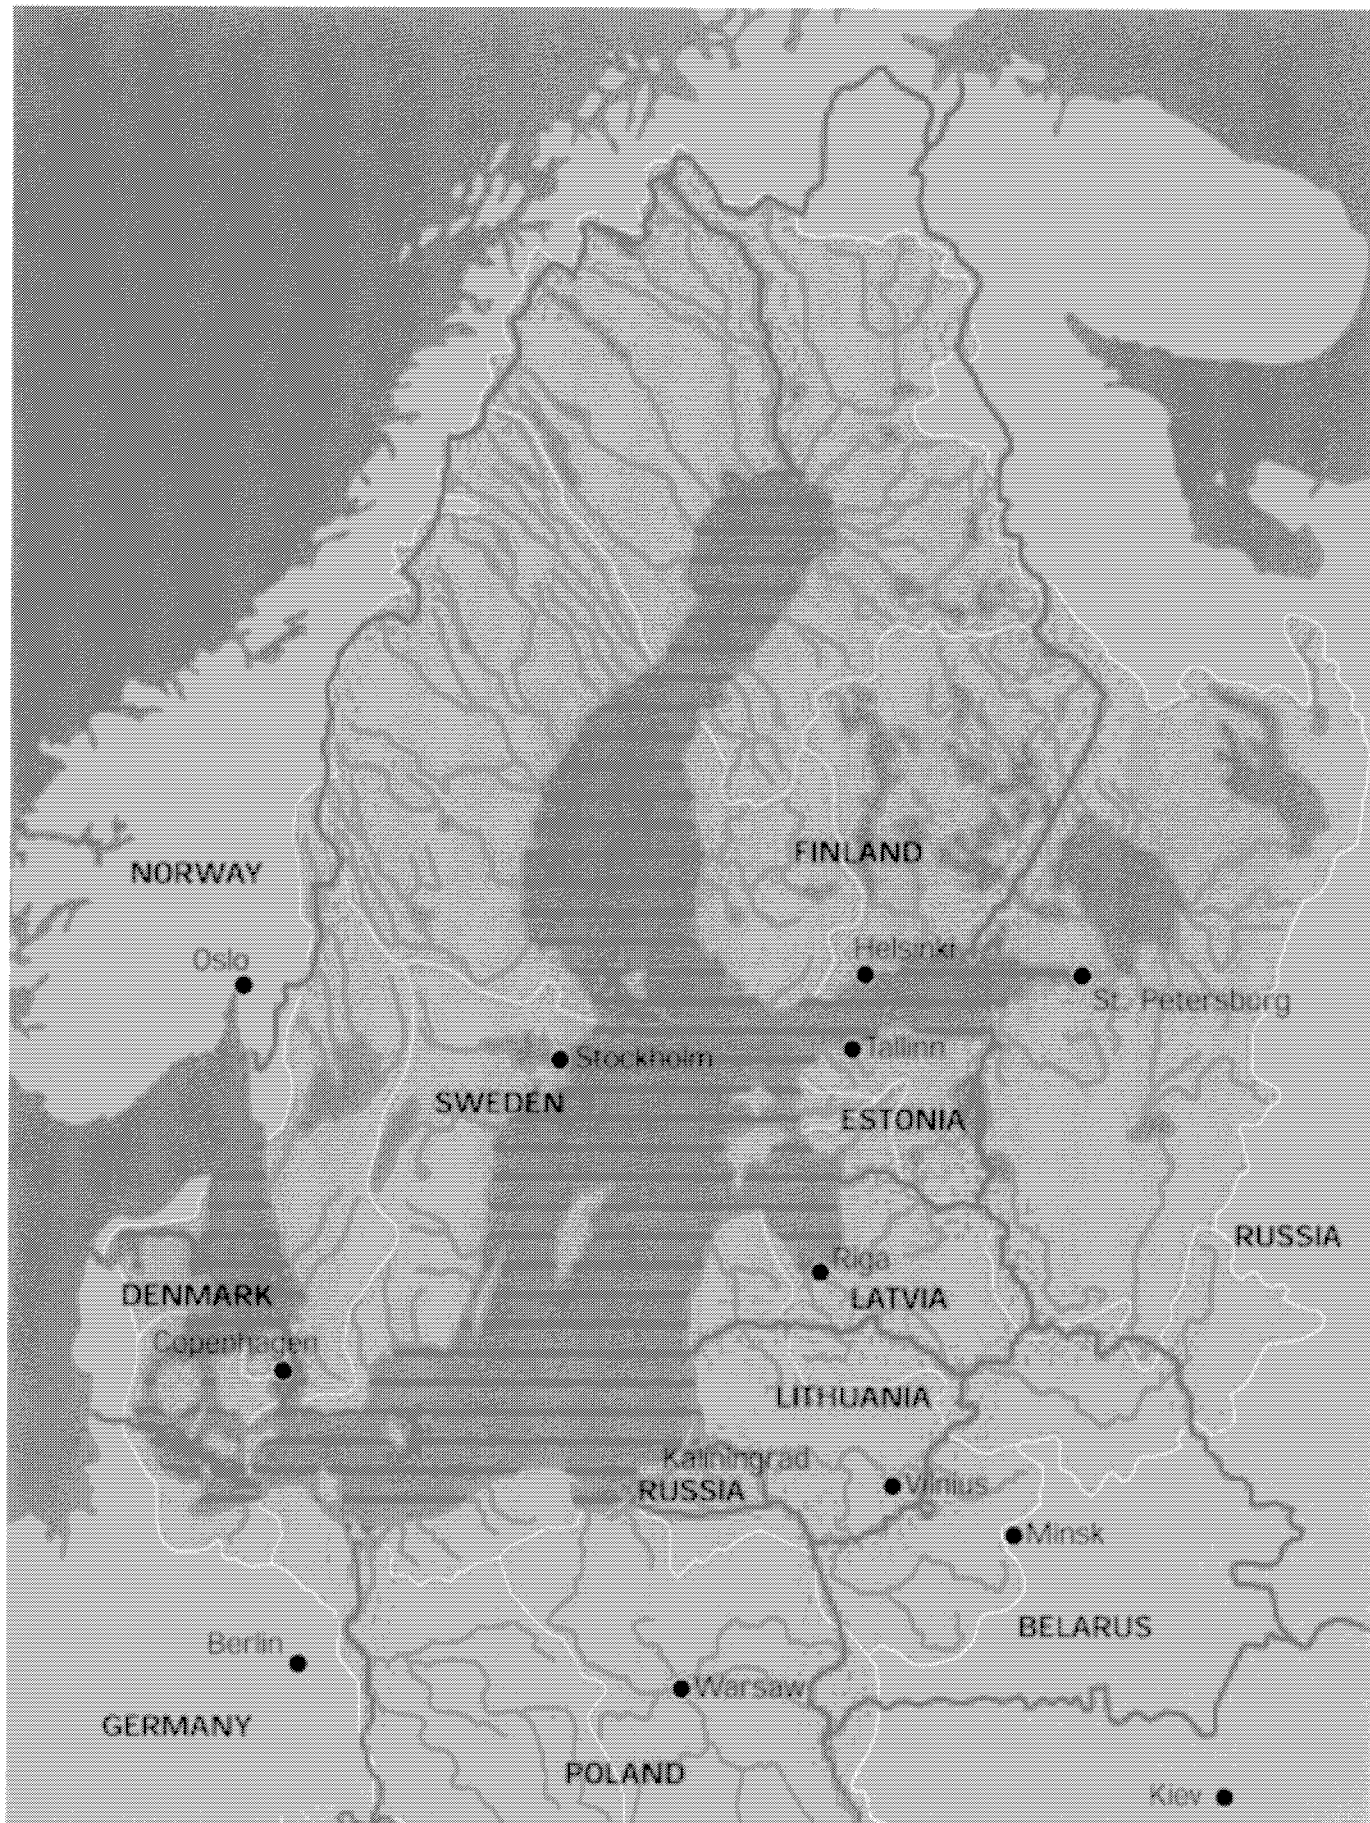 FINLAND
NORWAY
Helsinki
Oslo
St. Petersburg
Tallinn
Stockholm
SWEDEN
ESTONIA
RUSSIA
Riga
DENMARK
LATVIA
Copenhagen
LITHUANIA
Kaliningrad
RUSSIA
Vilnius
Minsk
BELARUS
Berlin
Warsaw
GERMANY
POLAND
Kiev